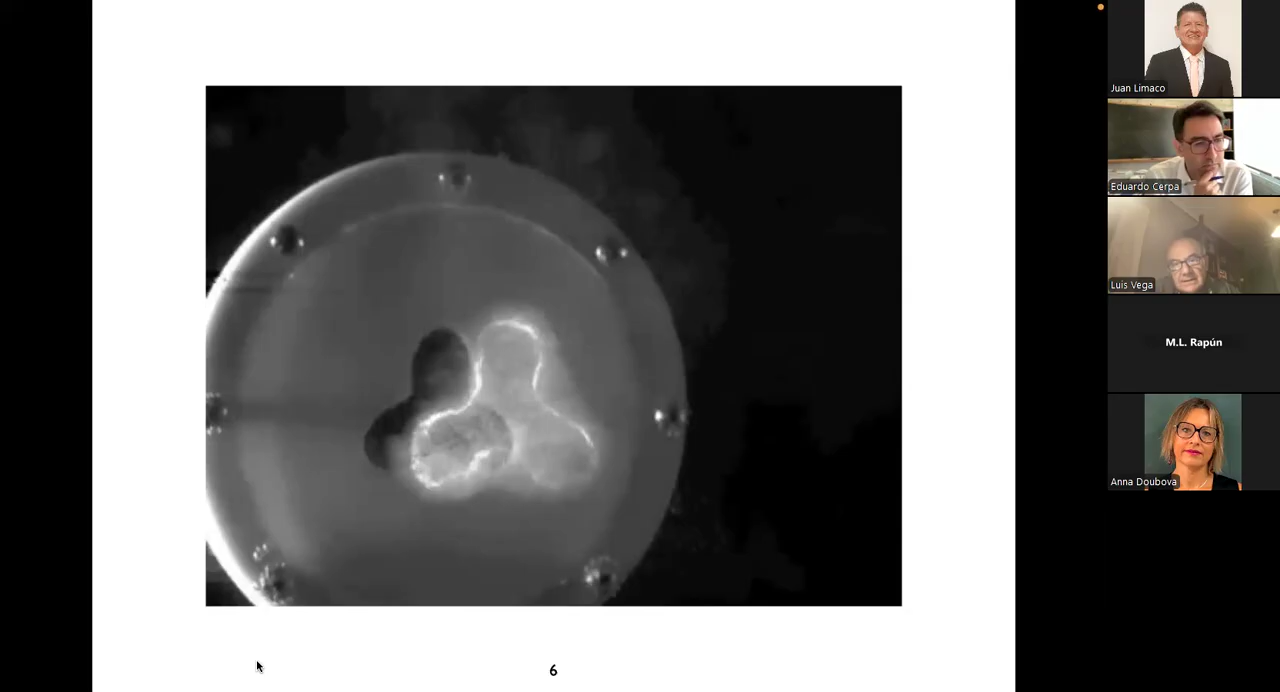 Juan Limaco
Eduardo Cerpa
Luis Vega
M.L. Rapún
Anna Doubova
6